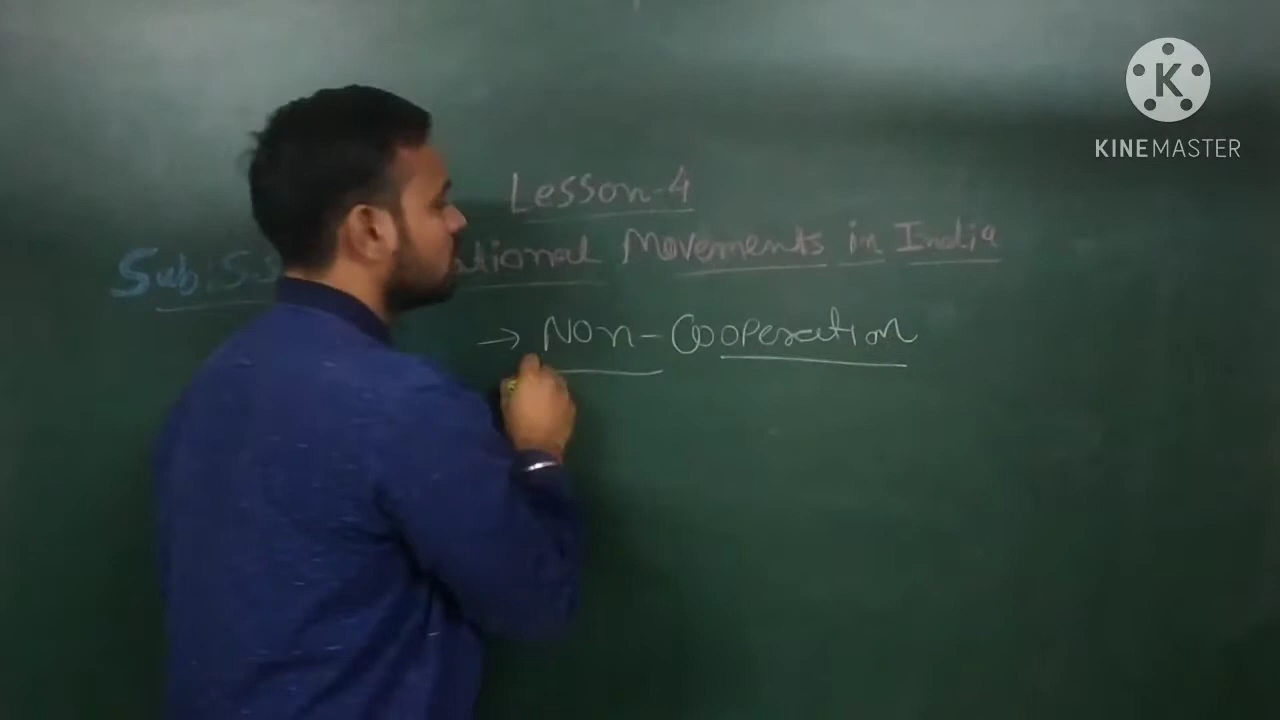 Lesson-4
Sub: S.S
Movements in India
→ Non-Cooperation
K
KINEMASTER